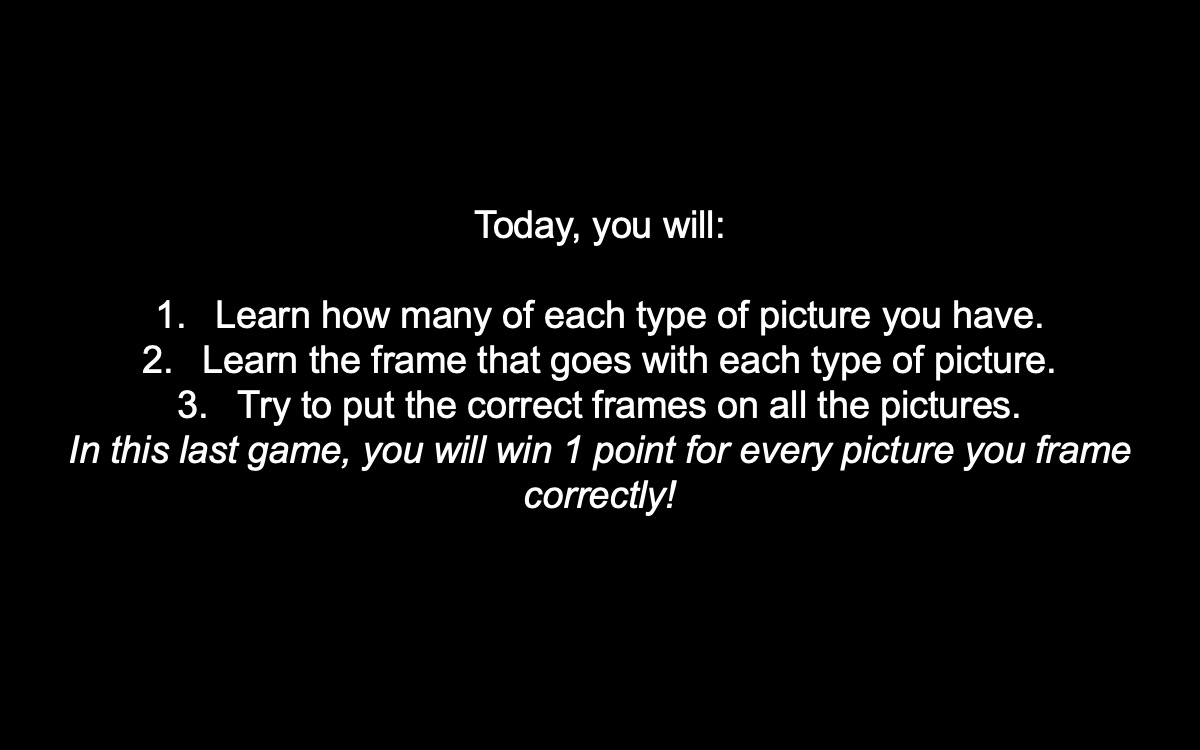 Today, you will:
1. Learn how many of each type of picture you have.
2. Learn the frame that goes with each type of picture.
3. Try to put the correct frames on all the pictures.
In this last game, you will win 1 point for every picture you frame
correctly!